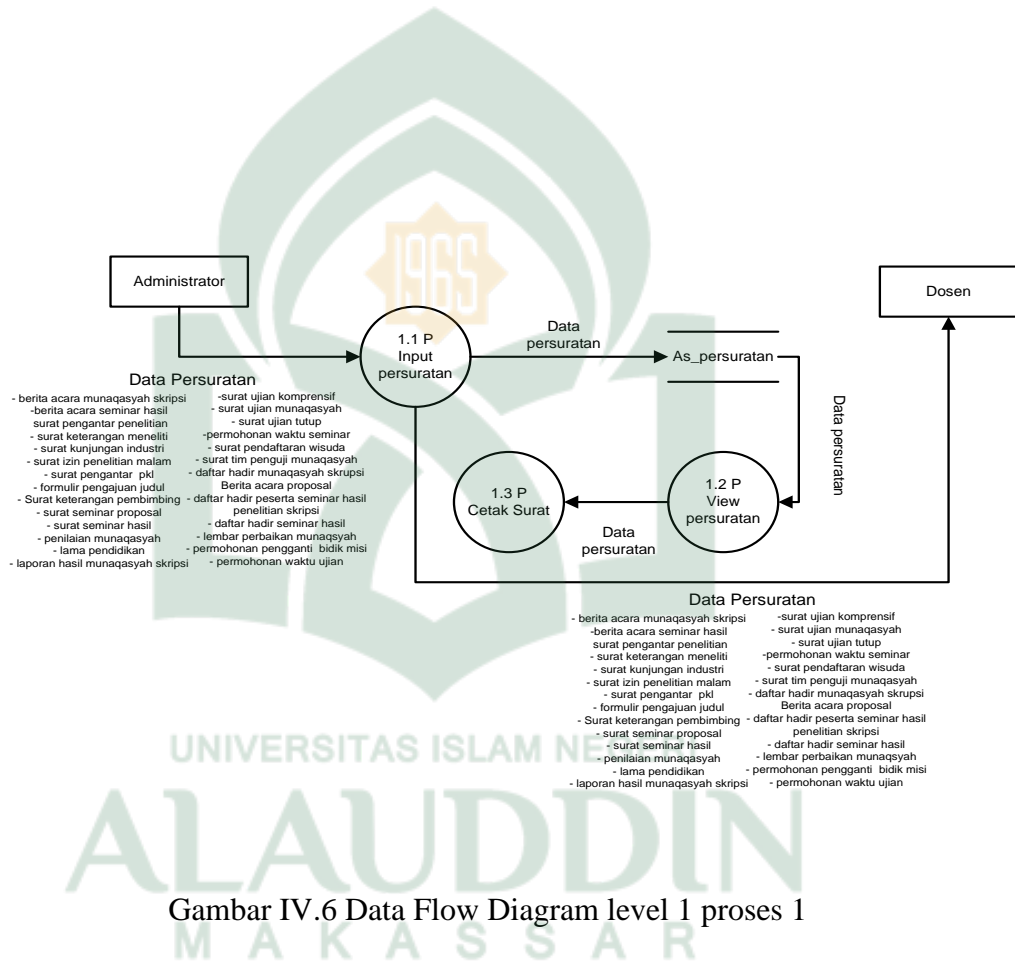 1965
Administrator
Dosen
1.1 P
Input
persuratan
Data
persuratan
As_persuratan
Data persuratan
1.2 P
View
persuratan
Data
persuratan
1.3 P
Cetak Surat
Data Persuratan
- berita acara munaqasyah skripsi
-berita acara seminar hasil
surat pengantar penelitian
- surat keterangan meneliti
- surat kunjungan industri
- surat izin penelitian malam
- surat pengantar pkl
- formulir pengajuan judul
- Surat keterangan pembimbing
- surat seminar proposal
- surat seminar hasil
- penilaian munaqasyah
- lama pendidikan
- laporan hasil munaqasyah skripsi
-surat ujian komprensif
- surat ujian munaqasyah
- surat ujian tutup
-permohonan waktu seminar
- surat pendaftaran wisuda
- surat tim penguji munaqasyah
- daftar hadir munaqasyah skrupsi
Berita acara proposal
- daftar hadir peserta seminar hasil
penelitian skripsi
- daftar hadir seminar hasil
- lembar perbaikan munaqsyah
- permohonan pengganti bidik misi
- permohonan waktu ujian
Data Persuratan
- berita acara munaqasyah skripsi
-berita acara seminar hasil
surat pengantar penelitian
- surat keterangan meneliti
- surat kunjungan industri
- surat izin penelitian malam
- surat pengantar pkl
- formulir pengajuan judul
- Surat keterangan pembimbing
- surat seminar proposal
- surat seminar hasil
- penilaian munaqasyah
- lama pendidikan
- laporan hasil munaqasyah skripsi
-surat ujian komprensif
- surat ujian munaqasyah
- surat ujian tutup
-permohonan waktu seminar
- surat pendaftaran wisuda
- surat tim penguji munaqasyah
- daftar hadir munaqasyah skrupsi
Berita acara proposal
- daftar hadir peserta seminar hasil
penelitian skripsi
- daftar hadir seminar hasil
- lembar perbaikan munaqsyah
- permohonan pengganti bidik misi
- permohonan waktu ujian
UNIVERSITAS ISLAM NEGERI
ALAUDDIN
Gambar IV.6 Data Flow Diagram level 1 proses 1
MAKASSAR